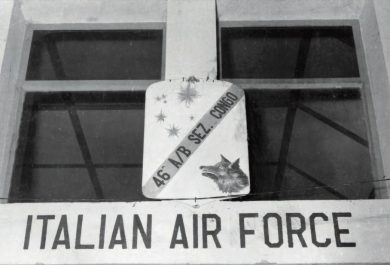 46ª A/B SEZ. CONGO
ITALIAN AIR FORCE